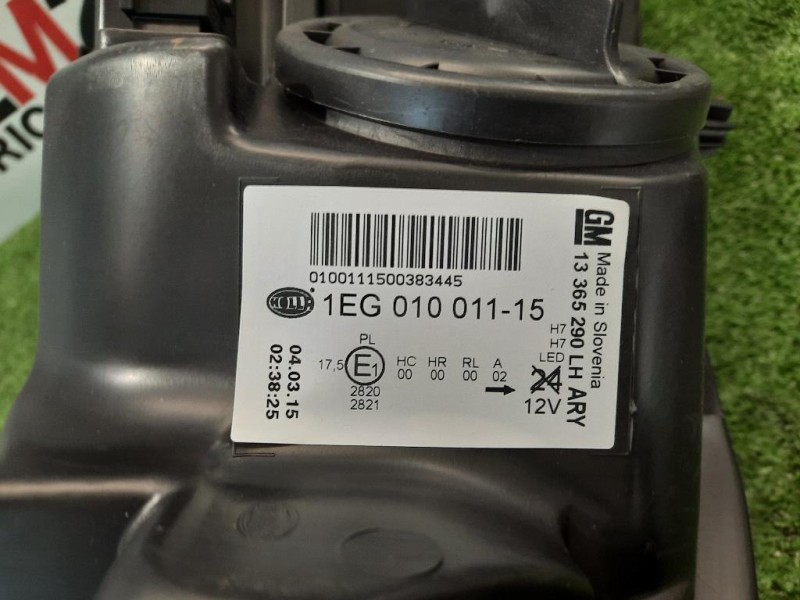 0100111500383445
HELLA
1EG 010 011-15
04.03.15
02:38:25
PL
17,5
E1
2820
2821
HC
00
HR
00
RL
00
A
02
H7
H7
LED
12V
GM
Made in Slovenia
13 365 290 LH ARY